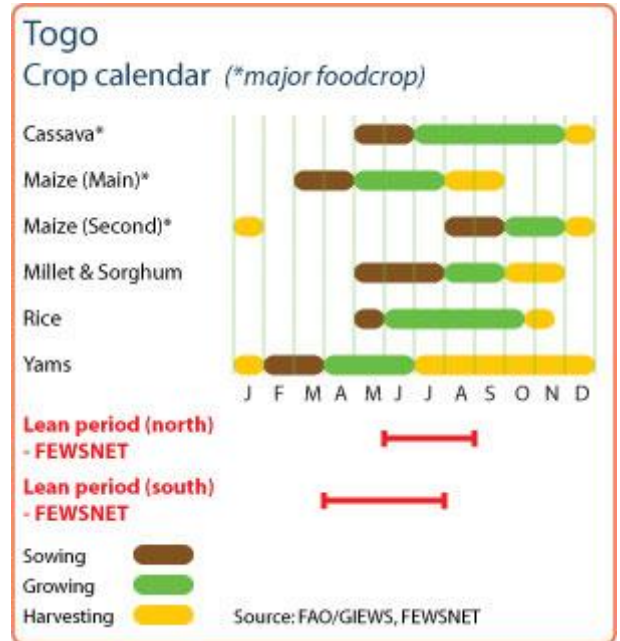 Togo
Crop calendar (*major foodcrop)
Cassava*
Maize (Main)*
Maize (Second)*
Millet & Sorghum
Rice
Yams
J F M A M J J A S O N D
Lean period (north)
- FEWSNET
Lean period (south)
- FEWSNET
Sowing
Growing
Harvesting
Source: FAO/GIEWS, FEWSNET